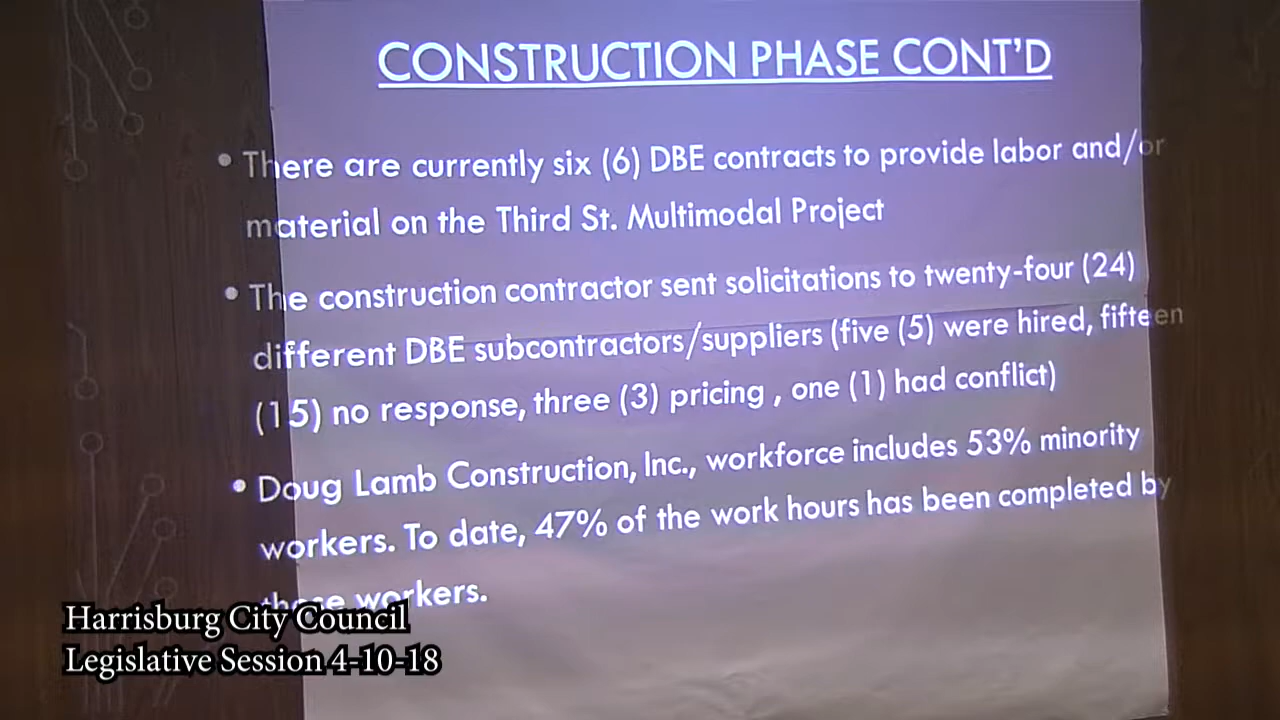 CONSTRUCTION PHASE CONT'D
• There are currently six (6) DBE contracts to provide labor and/or
material on the Third St. Multimodal Project
• The construction contractor sent solicitations to twenty-four (24)
different DBE subcontractors/suppliers (five (5) were hired, fifteen
(15) no response, three (3) pricing , one (1) had conflict)
• Doug Lamb Construction, Inc., workforce includes 53% minority
workers. To date, 47% of the work hours has been completed by
these workers.
Harrisburg City Council
Legislative Session 4-10-18